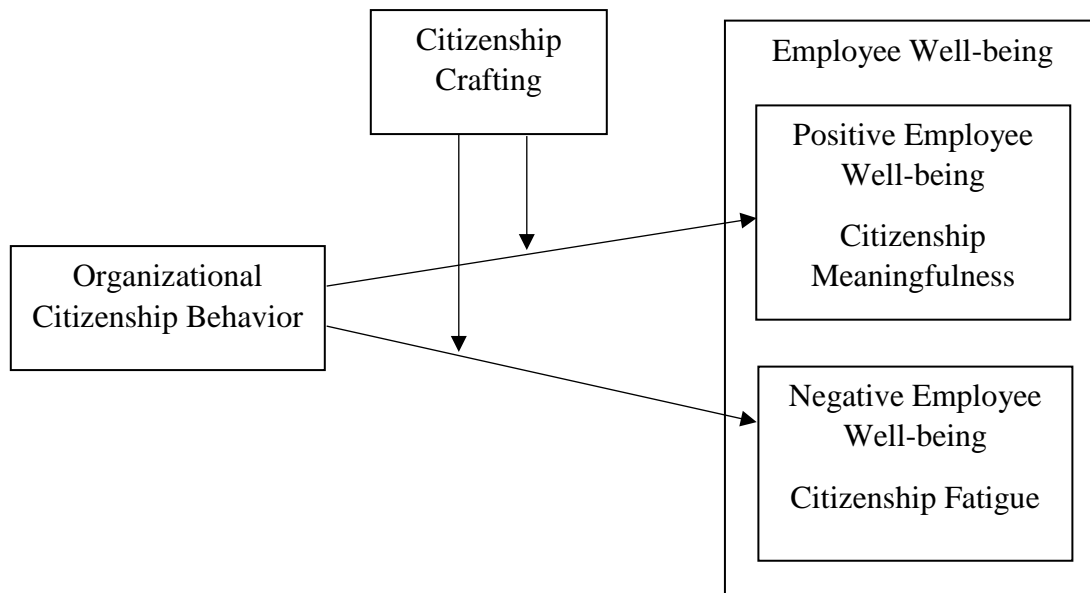 Citizenship
Crafting
Employee Well-being
Positive Employee
Well-being
Citizenship
Meaningfulness
Organizational
Citizenship Behavior
Negative Employee
Well-being
Citizenship Fatigue